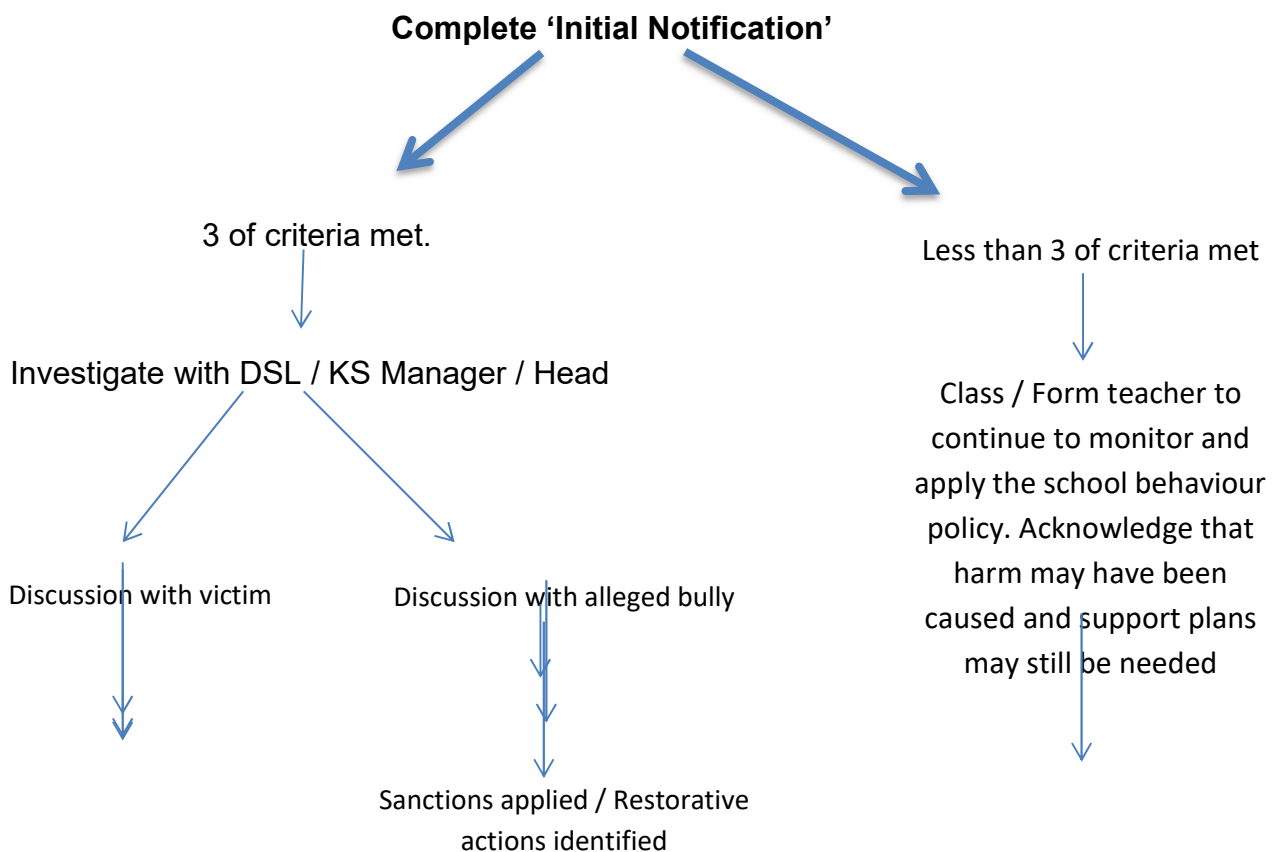 Complete ‘Initial Notification’
3 of criteria met.
Less than 3 of criteria met
Investigate with DSL / KS Manager / Head
Class / Form teacher to
continue to monitor and
apply the school behaviour
policy. Acknowledge that
harm may have been
caused and support plans
may still be needed
Discussion with victim
Discussion with alleged bully
Sanctions applied / Restorative
actions identified